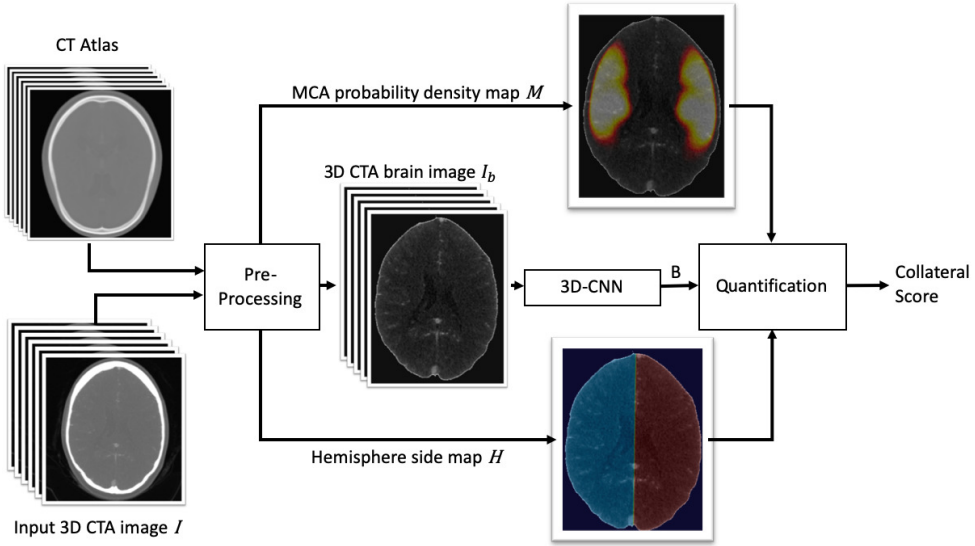 CT Atlas
MCA probability density map M
3D CTA brain image I_b
Pre-
Processing
3D-CNN
B
Quantification
Collateral
Score
Hemisphere side map H
Input 3D CTA image I